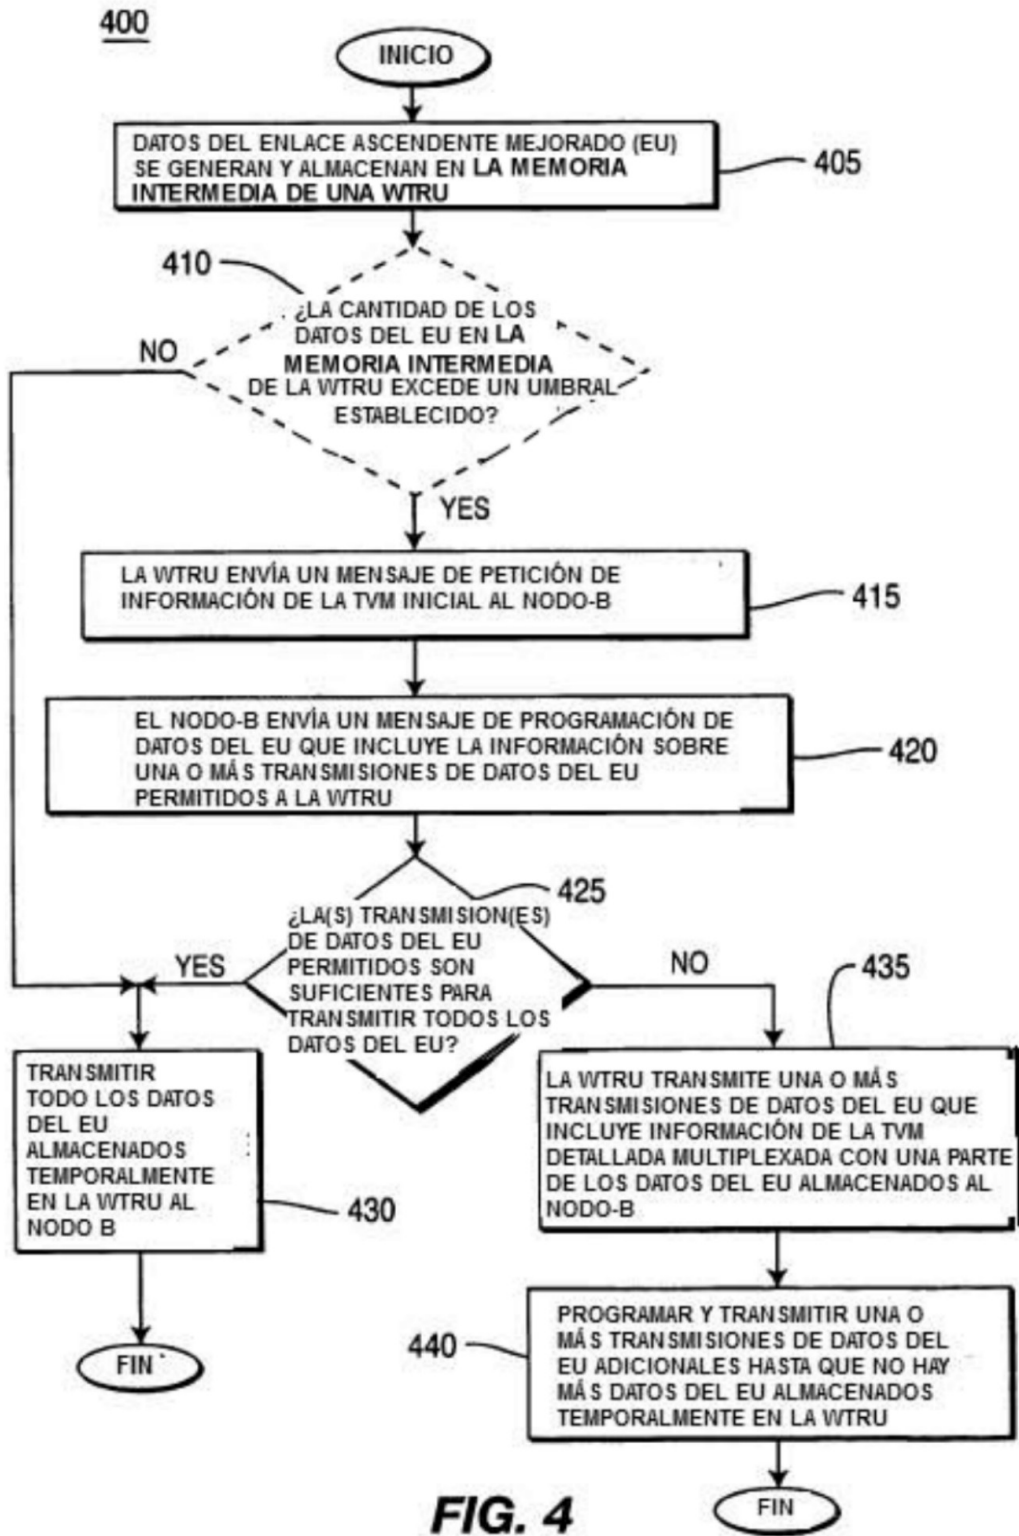 400
INICIO
DATOS DEL ENLACE ASCENDENTE MEJORADO (EU)
SE GENERAN Y ALMACENAN EN LA MEMORIA
INTERMEDIA DE UNA WTRU
405
410
¿LA CANTIDAD DE LOS
DATOS DEL EU EN LA
MEMORIA INTERMEDIA
DE LA WTRU EXCEDE UN UMBRAL
ESTABLECIDO?
NO
YES
LA WTRU ENVÍA UN MENSAJE DE PETICIÓN DE
INFORMACIÓN DE LA TVM INICIAL AL NODO-B
415
EL NODO-B ENVÍA UN MENSAJE DE PROGRAMACIÓN DE
DATOS DEL EU QUE INCLUYE LA INFORMACIÓN SOBRE
UNA O MÁS TRANSMISIONES DE DATOS DEL EU
PERMITIDOS A LA WTRU
420
425
¿LA(S) TRANSMISION(ES)
DE DATOS DEL EU
PERMITIDOS SON
SUFICIENTES PARA
TRANSMITIR TODOS LOS
DATOS DEL EU?
YES
NO
435
TRANSMITIR
TODO LOS DATOS
DEL EU
ALMACENADOS
TEMPORALMENTE
EN LA WTRU AL
NODO B
430
LA WTRU TRANSMITE UNA O MÁS
TRANSMISIONES DE DATOS DEL EU QUE
INCLUYE INFORMACIÓN DE LA TVM
DETALLADA MULTIPLEXADA CON UNA PARTE
DE LOS DATOS DEL EU ALMACENADOS AL
NODO-B
FIN
440
PROGRAMAR Y TRANSMITIR UNA O
MÁS TRANSMISIONES DE DATOS DEL
EU ADICIONALES HASTA QUE NO HAY
MÁS DATOS DEL EU ALMACENADOS
TEMPORALMENTE EN LA WTRU
FIN
FIG. 4